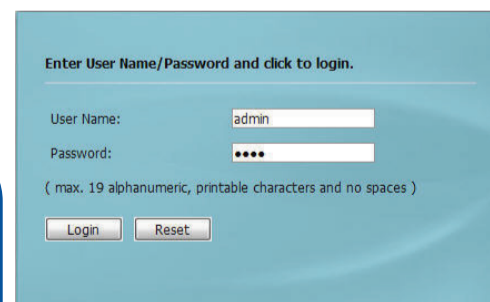 Enter User Name/Password and click to login.
User Name: admin
Password: ••••
( max. 19 alphanumeric, printable characters and no spaces )
Login Reset